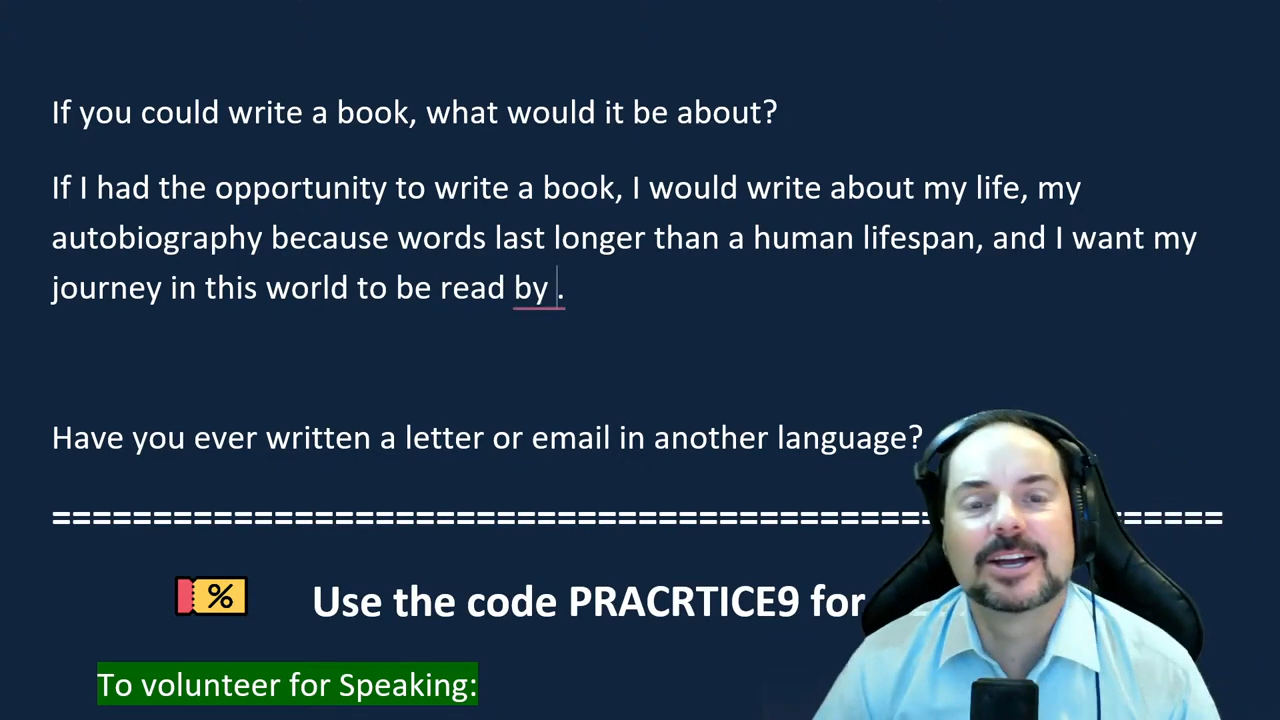 If you could write a book, what would it be about?
If I had the opportunity to write a book, I would write about my life, my
autobiography because words last longer than a human lifespan, and I want my
journey in this world to be read by .
Have you ever written a letter or email in another language?
=====================================================================
%
Use the code PRACRTICE9 for
To volunteer for Speaking: